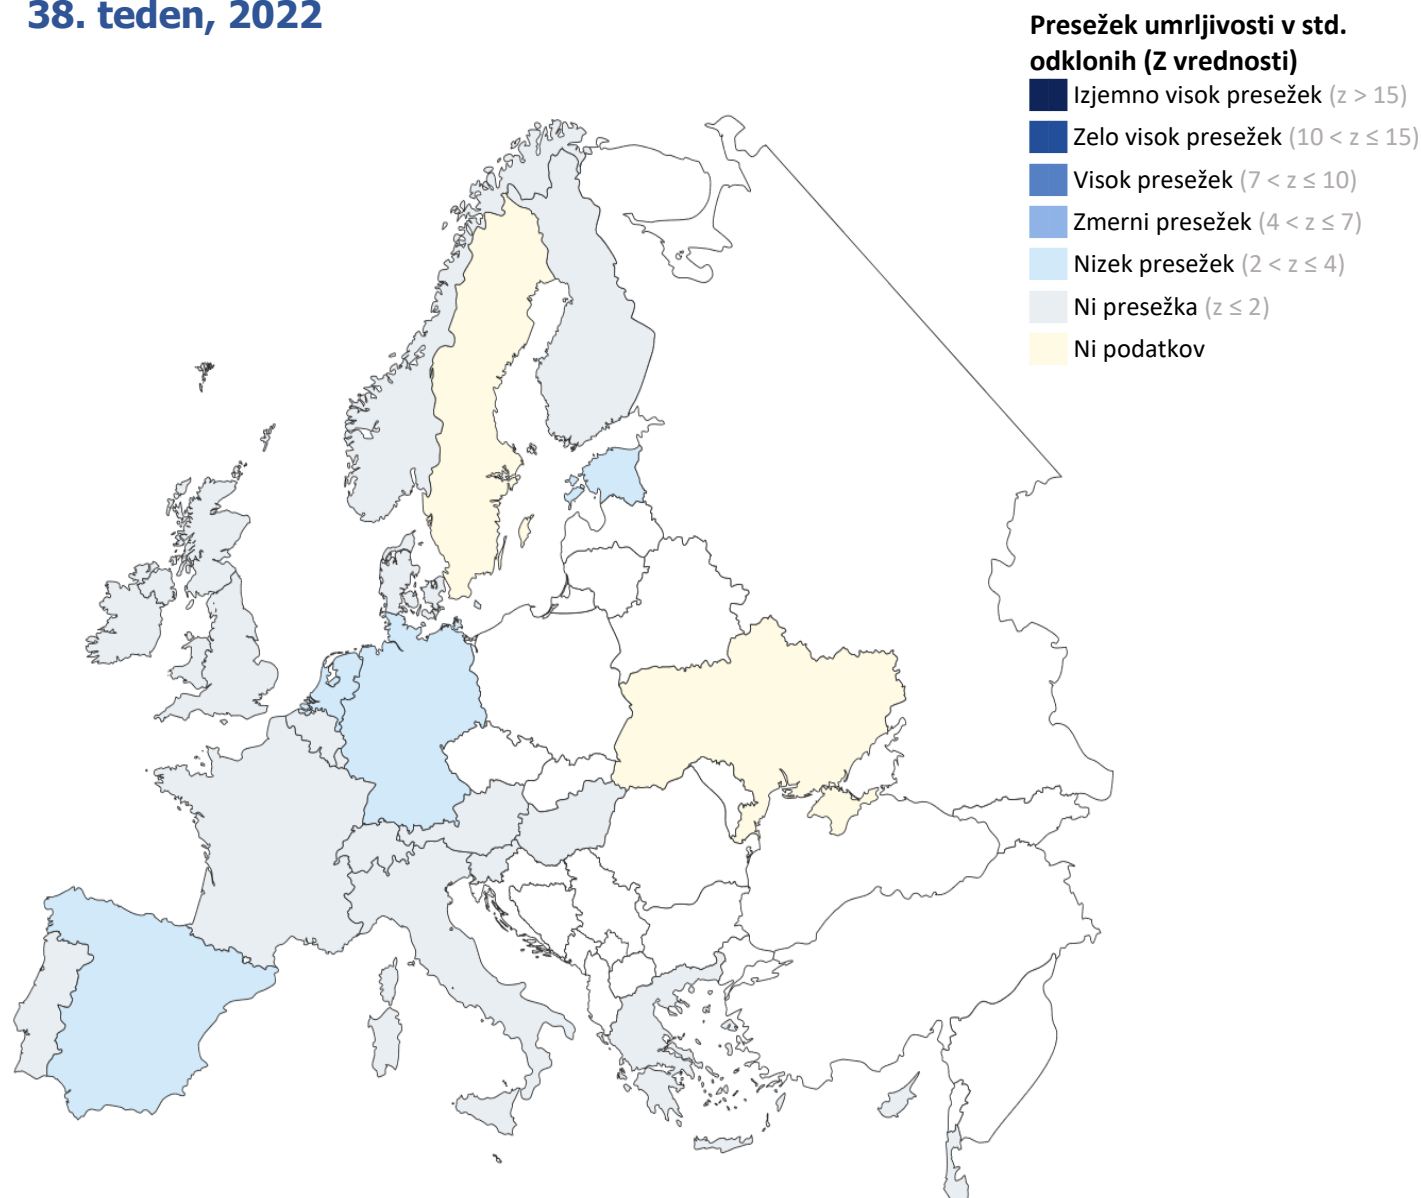 38. teden, 2022
Presežek umrljivosti v std.
odklonih (Z vrednosti)
Izjemno visok presežek (z > 15)
Zelo visok presežek (10 < z ≤ 15)
Visok presežek (7 < z ≤ 10)
Zmerni presežek (4 < z ≤ 7)
Nizek presežek (2 < z ≤ 4)
Ni presežka (z ≤ 2)
Ni podatkov